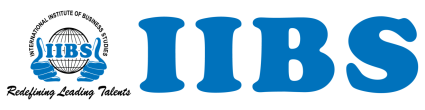 INTERNATIONAL INSTITUTE OF BUSINESS STUDIES
IIBS
Redefining Leading Talents
IIBS